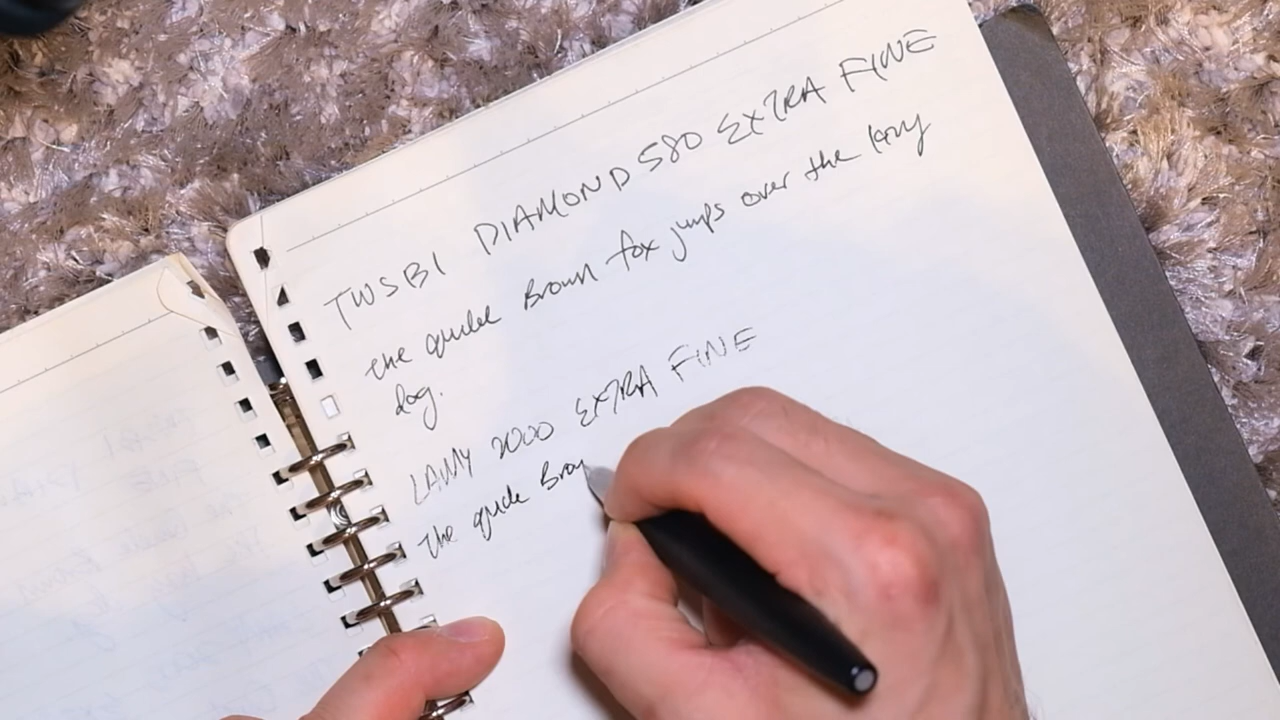 TWSBI DIAMOND 580 EXTRA FINE
the quick Brown fox jumps over the lazy
dog.
LAMY 2000 EXTRA FINE
the quick Brow